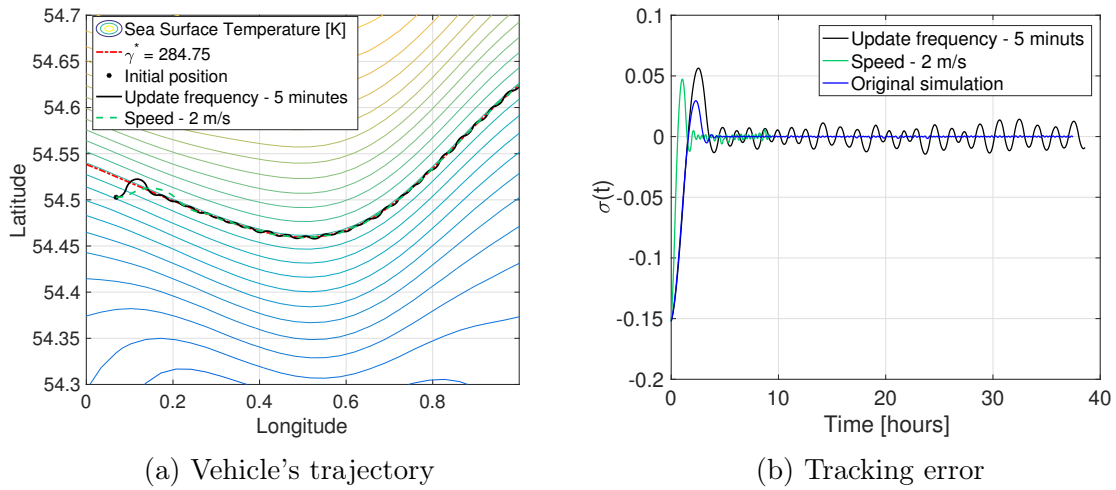 Sea Surface Temperature [K]
γ* = 284.75
Initial position
Update frequency - 5 minutes
Speed - 2 m/s
54.7
54.65
54.6
54.55
54.5
54.45
54.4
54.35
54.3
Latitude
0
0.2
0.4
0.6
0.8
Longitude
(a) Vehicle's trajectory
Update frequency - 5 minuts
Speed - 2 m/s
Original simulation
0.1
0.05
0
-0.05
-0.1
-0.15
-0.2
σ(t)
0
10
20
30
40
Time [hours]
(b) Tracking error